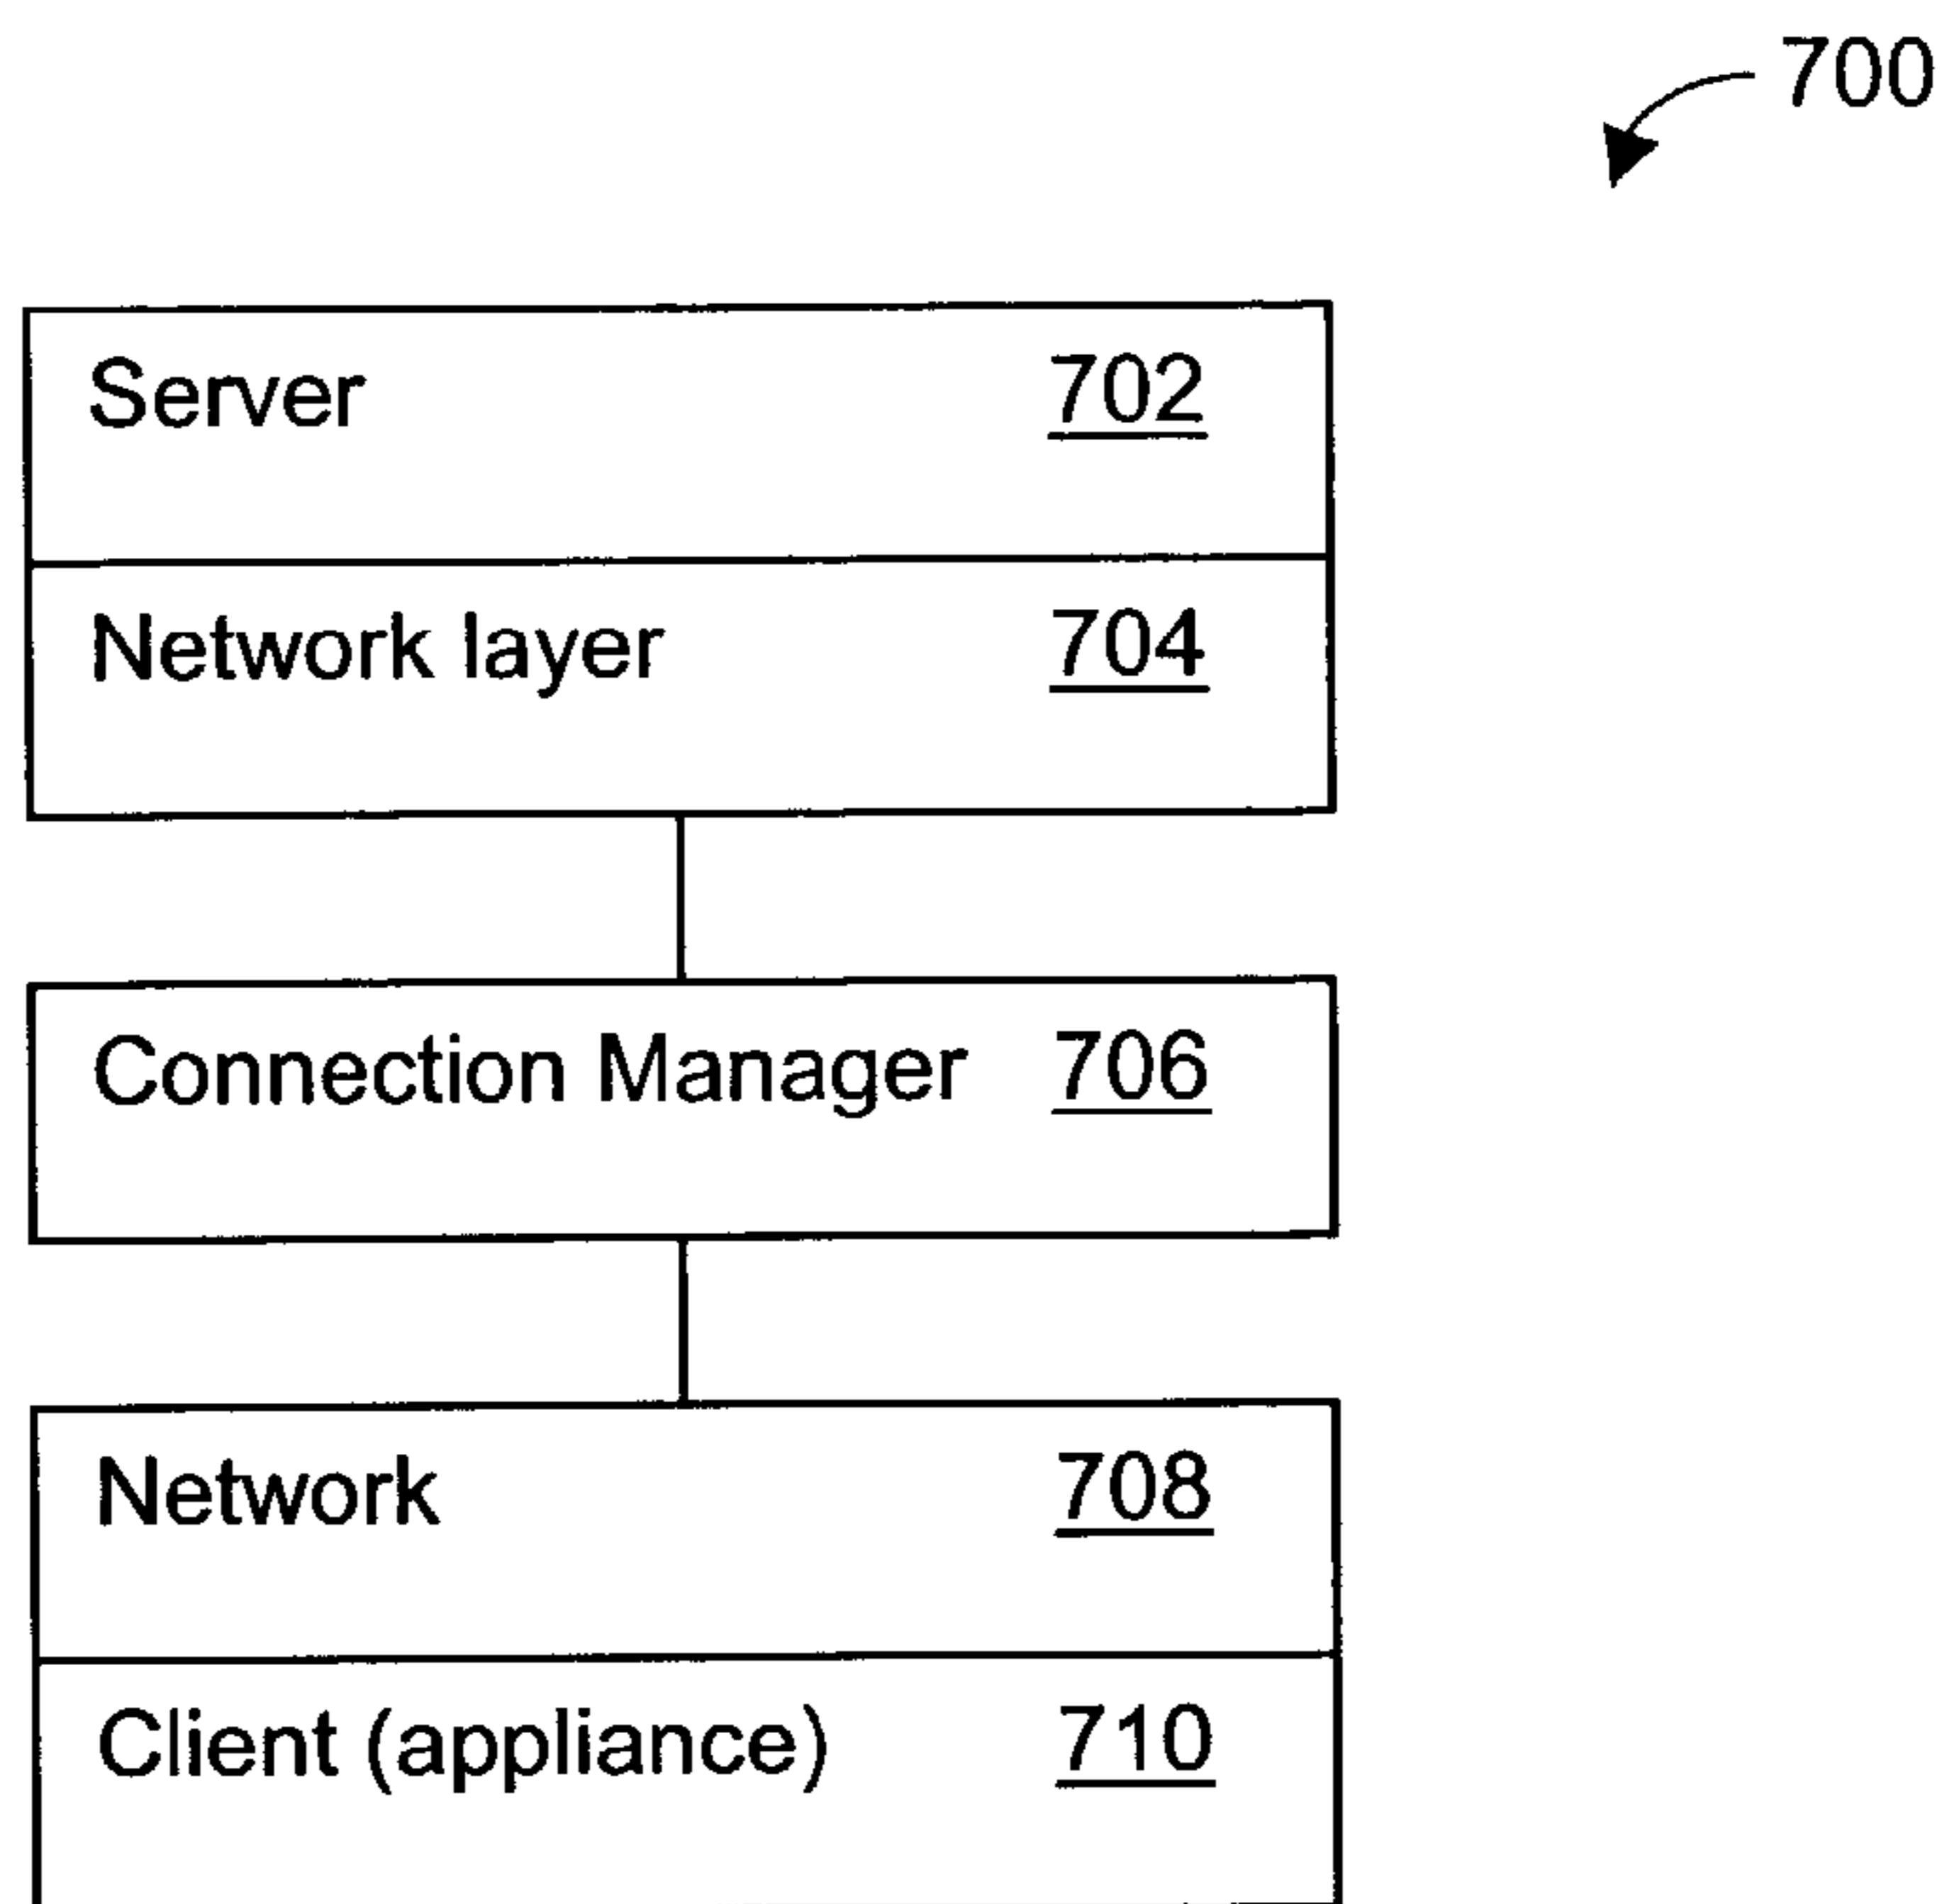 700
Server 702
Network layer 704
Connection Manager 706
Network 708
Client (appliance) 710